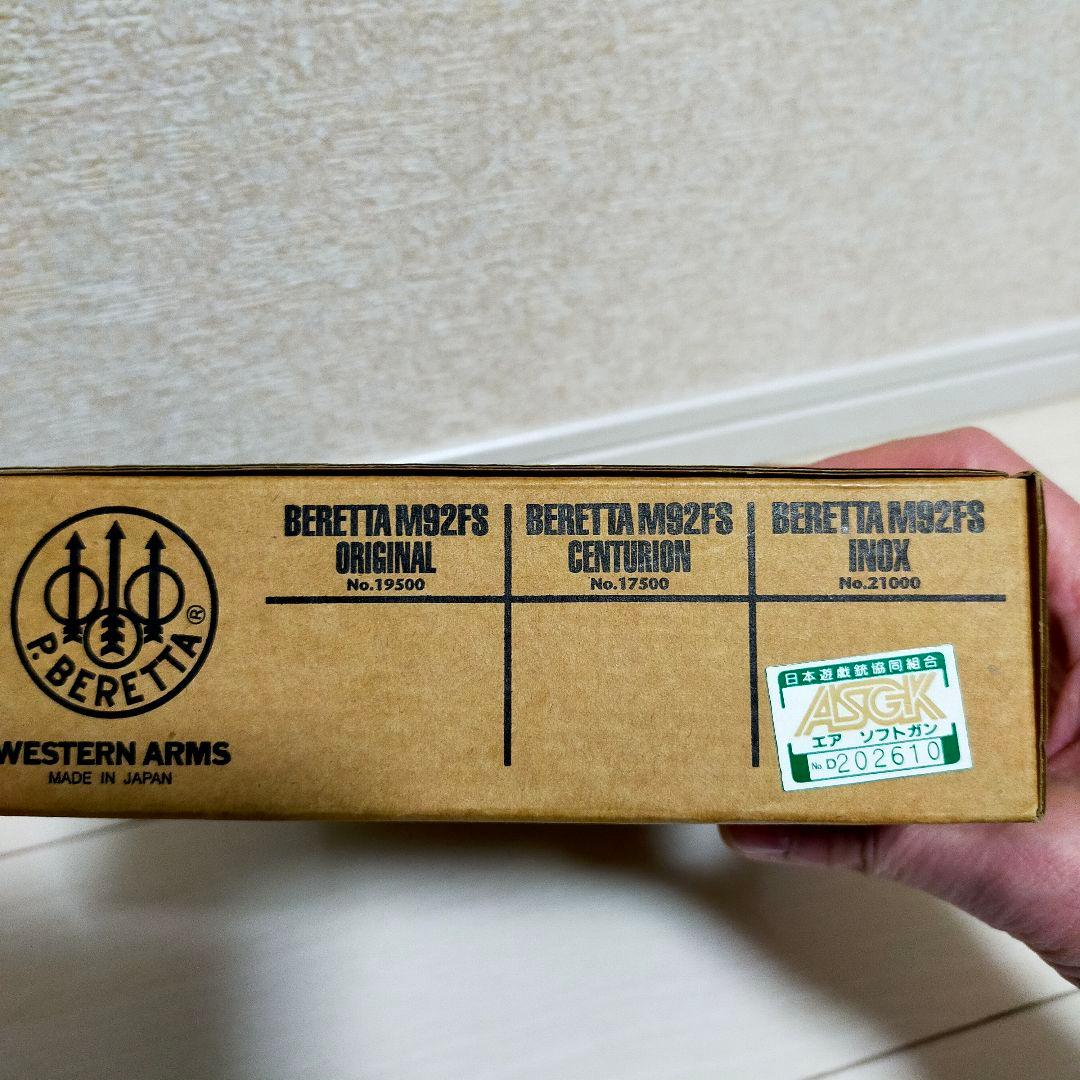 P. BERETTA ®
WESTERN ARMS
MADE IN JAPAN
BERETTA M92FS
ORIGINAL
No.19500
BERETTA M92FS
CENTURION
No.17500
BERETTA M92FS
INOX
No.21000
日本遊戯銃協同組合
ASGK
エア ソフトガン
No. D202610